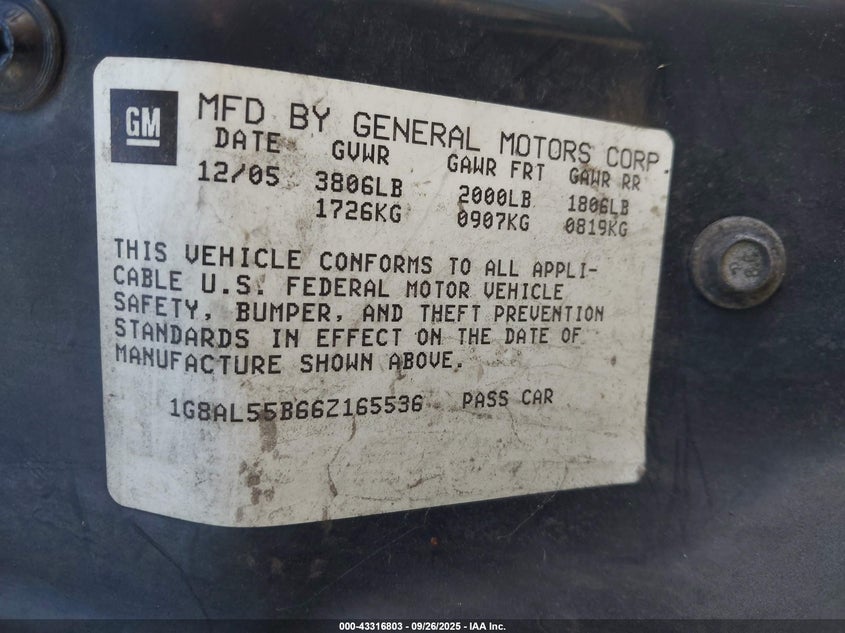 GM
MFD BY GENERAL MOTORS CORP
DATE GVWR GAWR FRT GAWR RR
12/05 3806LB 2000LB 1806LB
1726KG 0907KG 0819KG
THIS VEHICLE CONFORMS TO ALL APPLI-
CABLE U.S. FEDERAL MOTOR VEHICLE
SAFETY, BUMPER, AND THEFT PREVENTION
STANDARDS IN EFFECT ON THE DATE OF
MANUFACTURE SHOWN ABOVE.
1G8AL55B66Z165536 PASS CAR
000-43316803 - 09/26/2025 - IAA Inc.